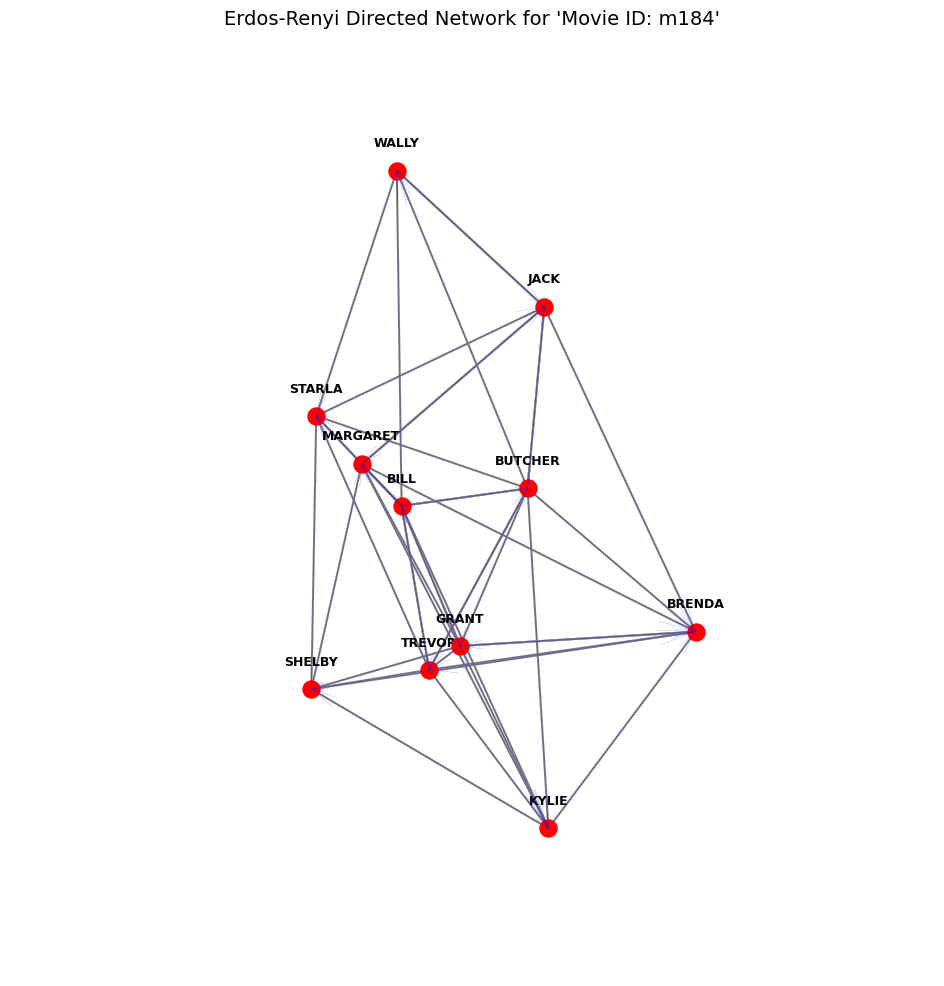 Erdos-Renyi Directed Network for 'Movie ID: m184'
WALLY
JACK
STARLA
MARGARET
BUTCHER
BILL
BRENDA
GRANT
TREVOR
SHELBY
KYLIE